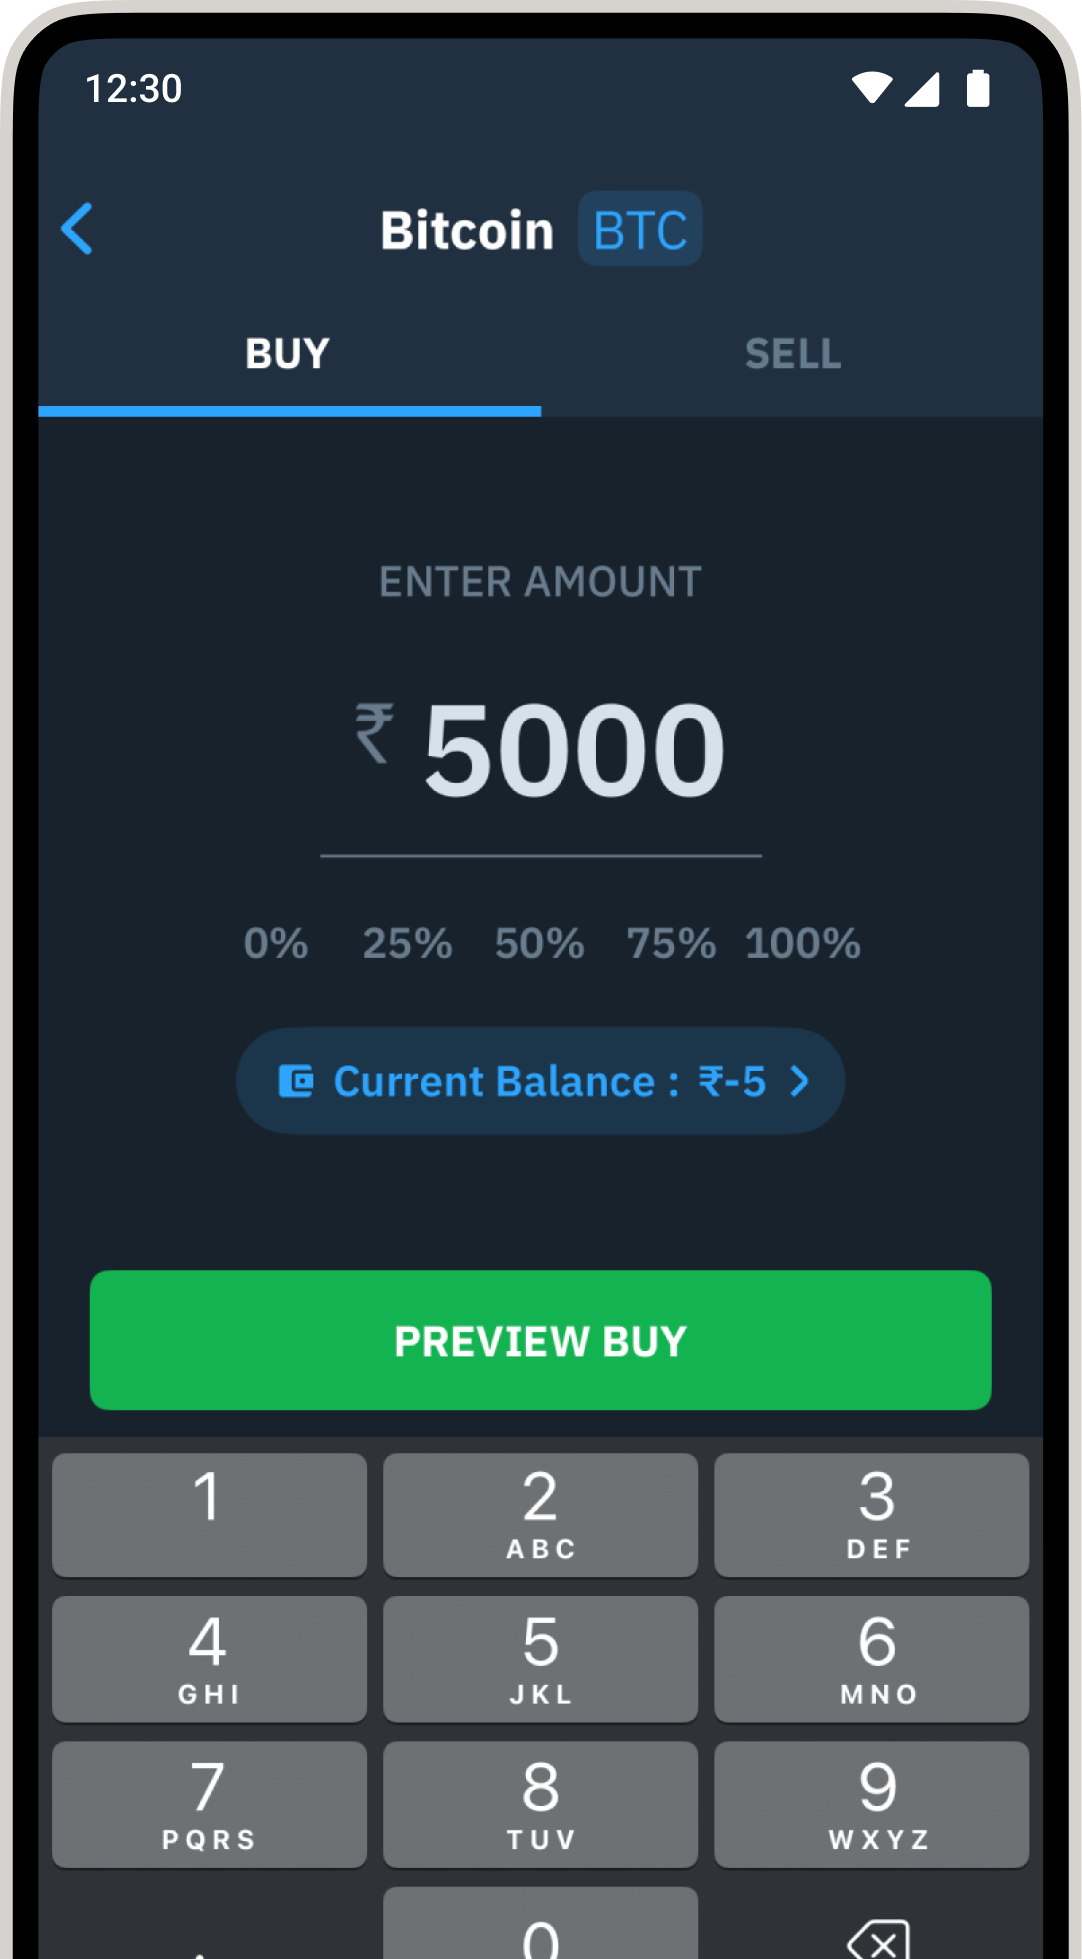 12:30
Bitcoin BTC
BUY SELL
ENTER AMOUNT
₹ 5000
0% 25% 50% 75% 100%
Current Balance : ₹-5
PREVIEW BUY
1 2 3
ABC DEF
4 5 6
GHI JKL MNO
7 8 9
PQRS TUV WXYZ
. 0